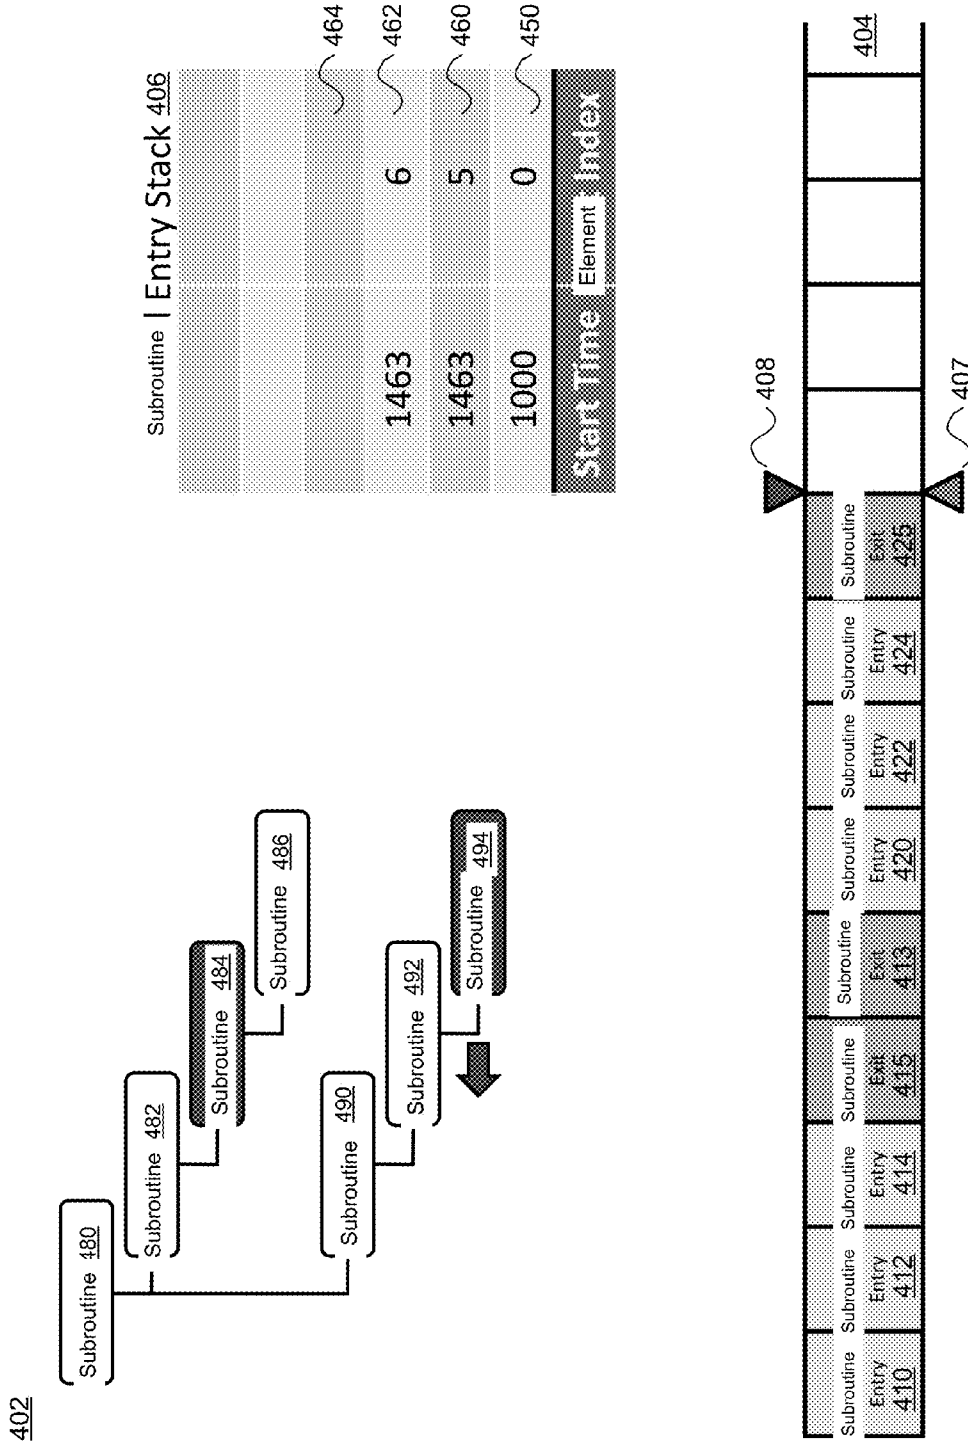 402
Subroutine 480
Subroutine 482
Subroutine 484
Subroutine 486
Subroutine 490
Subroutine 492
Subroutine 494
Subroutine | Entry Stack 406
464
1463 6 462
1463 5 460
1000 0 450
Start Time Element Index
408
Subroutine Entry 410
Subroutine Entry 412
Subroutine Entry 414
Subroutine Exit 415
Subroutine Exit 413
Subroutine Entry 420
Subroutine Entry 422
Subroutine Entry 424
Subroutine Exit 425
404
407